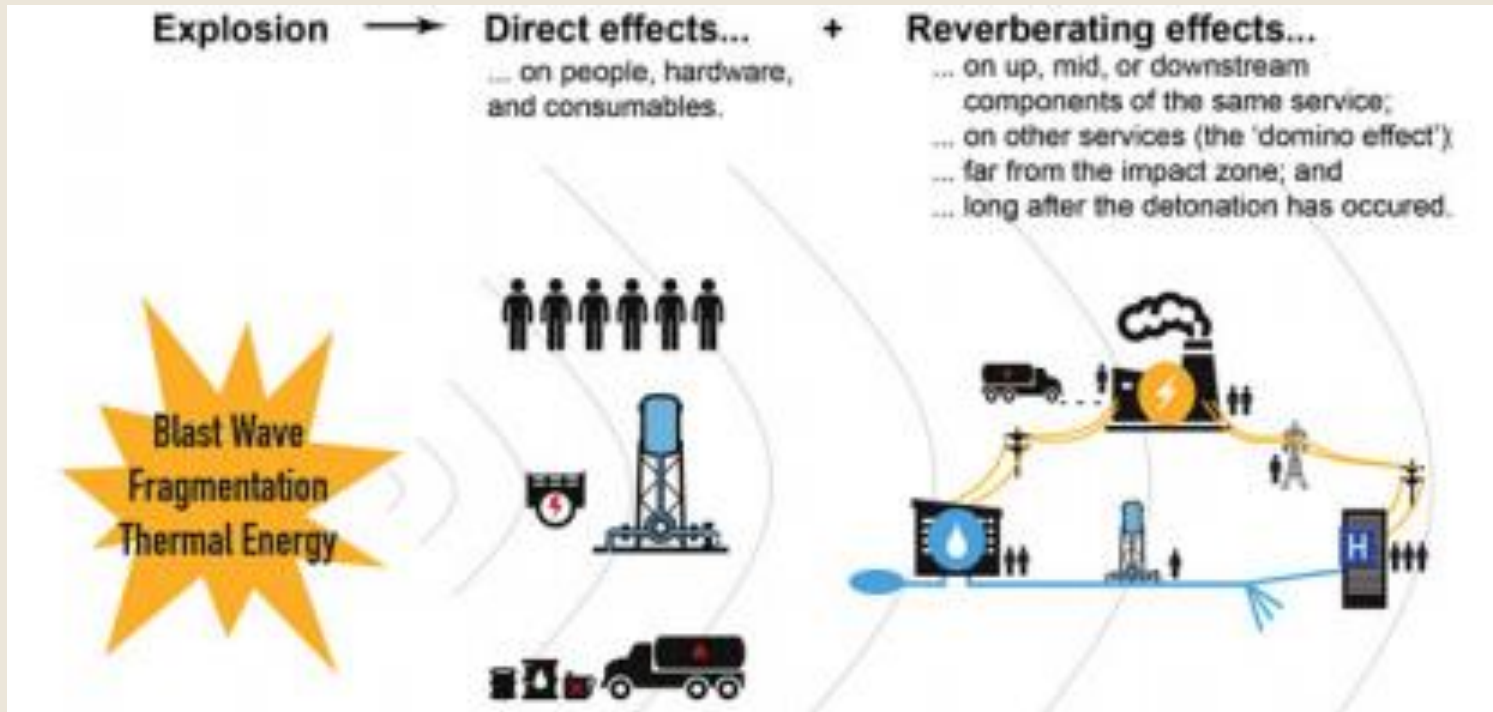 Explosion → Direct effects... + Reverberating effects...
... on people, hardware,
and consumables.
... on up, mid, or downstream
components of the same service;
... on other services (the ‘domino effect’)
... far from the impact zone; and
... long after the detonation has occured.
Blast Wave
Fragmentation
Thermal Energy
H